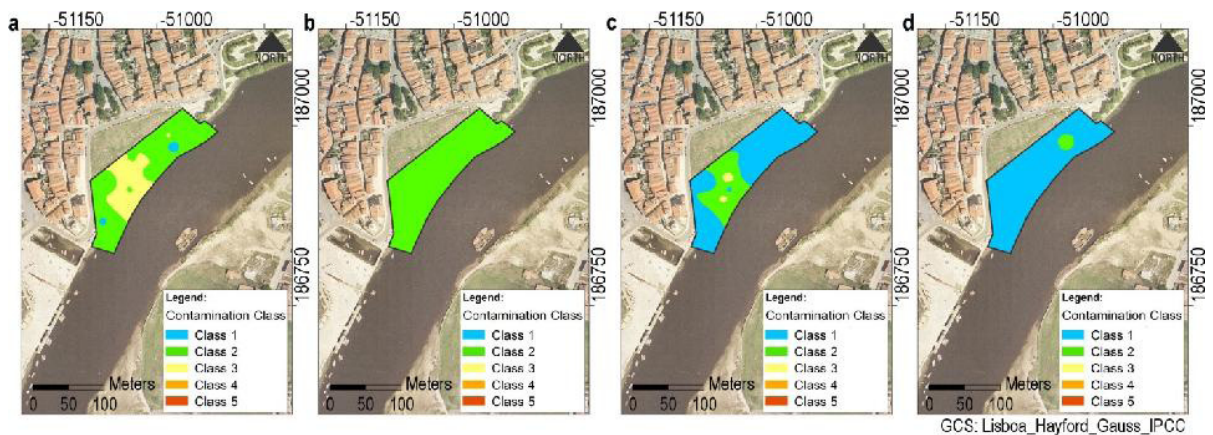 a -51150 -51000 b -51150 -51000 c -51150 -51000 d -51150 -51000
NORTH NORTH NORTH NORTH
187000 187000
186750 186750
Legend: Legend: Legend: Legend:
Contamination Class Contamination Class Contamination Class Contamination Class
Class 1 Class 1 Class 1 Class 1
Class 2 Class 2 Class 2 Class 2
Class 3 Class 3 Class 3 Class 3
Class 4 Class 4 Class 4 Class 4
Class 5 Class 5 Class 5 Class 5
Meters Meters Meters Meters
0 50 100 0 50 100 0 50 100 0 50 100
GCS: Lisboa_Hayford_Gauss_IPCC